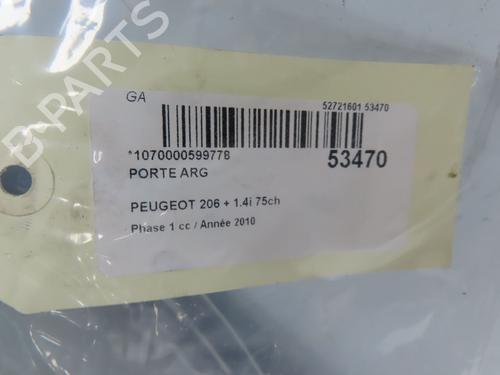 B-PARTS
GA
52721601 53470
*1070000599778
53470
PORTE ARG
PEUGEOT 206 + 1.4i 75ch
Phase 1 cc / Année 2010